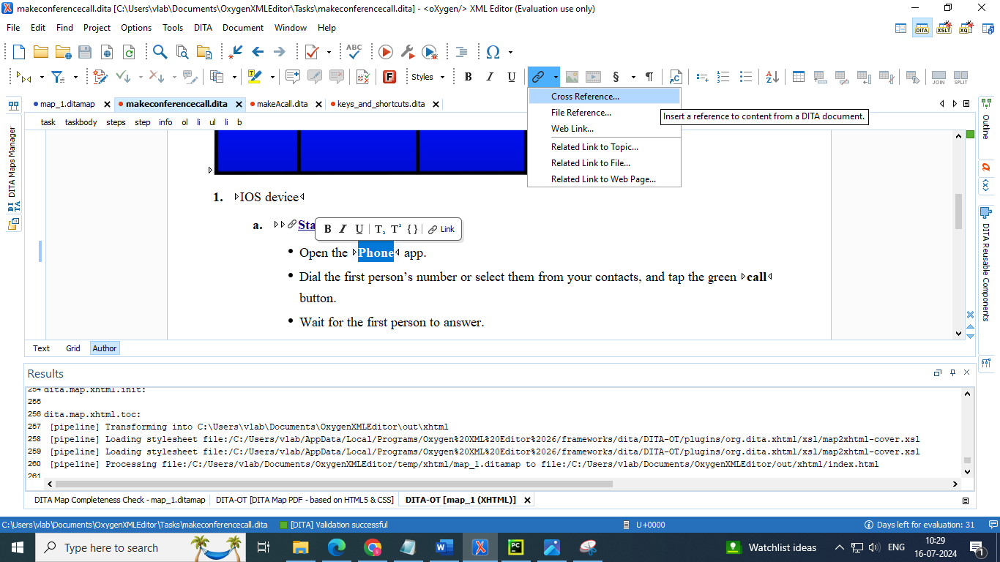 makeconferencecall.dita [C:\Users\vlab\Documents\OxygenXMLEditor\Tasks\makeconferencecall.dita] - <oXygen/> XML Editor (Evaluation use only)
File Edit Find Project Options Tools DITA Document Window Help
DITA XSLT XQ
ABC
Styles B I U § ¶ JOIN SPLIT
map_1.ditamap makeconferencecall.dita makeAcall.dita keys_and_shortcuts.dita
Cross Reference...
File Reference...
Web Link...
Related Link to Topic...
Related Link to File...
Related Link to Web Page...
Insert a reference to content from a DITA document.
task taskbody steps step info ol li ul li b
DITA Maps Manager
Outline
DITA Reusable Components
1. IOS device
a. Sta
B I U T₂ T² { } Link
• Open the Phone app.
• Dial the first person's number or select them from your contacts, and tap the green call
button.
• Wait for the first person to answer.
Text Grid Author
Results
254 dita.map.xhtml.init:
255
256 dita.map.xhtml.toc:
257 [pipeline] Transforming into C:\Users\vlab\Documents\OxygenXMLEditor\out\xhtml
258 [pipeline] Loading stylesheet file:/C:/Users/vlab/AppData/Local/Programs/Oxygen%20XML%20Editor%2026/frameworks/dita/DITA-OT/plugins/org.dita.xhtml/xsl/map2xhtml-cover.xsl
259 [pipeline] Loading stylesheet file:/C:/Users/vlab/AppData/Local/Programs/Oxygen%20XML%20Editor%2026/frameworks/dita/DITA-OT/plugins/org.dita.xhtml/xsl/map2xhtml-cover.xsl
260 [pipeline] Processing file:/C:/Users/vlab/Documents/OxygenXMLEditor/temp/xhtml/map_1.ditamap to file:/C:/Users/vlab/Documents/OxygenXMLEditor/out/xhtml/index.html
261
DITA Map Completeness Check - map_1.ditamap DITA-OT [DITA Map PDF - based on HTML5 & CSS] DITA-OT [map_1 (XHTML)]
C:\Users\vlab\Documents\OxygenXMLEditor\Tasks\makeconferencecall.dita [DITA] Validation successful U+0000 Days left for evaluation: 31
Type here to search Watchlist ideas ENG 10:29
16-07-2024 1